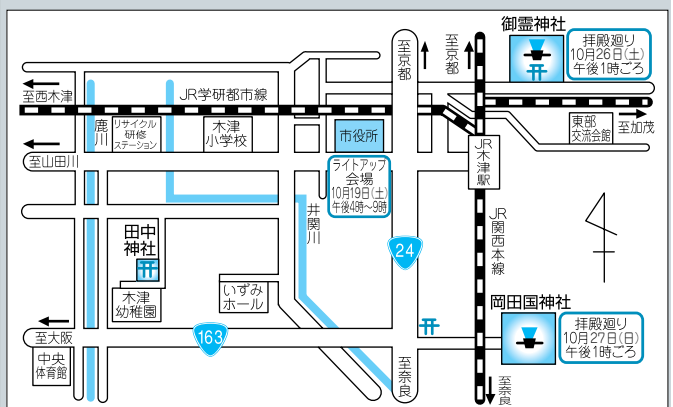 御霊神社
拝殿廻り
10月26日(土)
午後1時ごろ
至京都
至京都
至西木津
JR学研都市線
鹿川
リサイクル
研修
ステーション
木津
小学校
市役所
東部
交流会館
至加茂
至山田川
ライトアップ
会場
10月19日(土)
午後4時〜9時
JR木津駅
井関川
田中
神社
24
JR関西本線
木津
幼稚園
いずみ
ホール
岡田国神社
拝殿廻り
10月27日(日)
午後1時ごろ
至大阪
163
中央
体育館
至奈良
至奈良